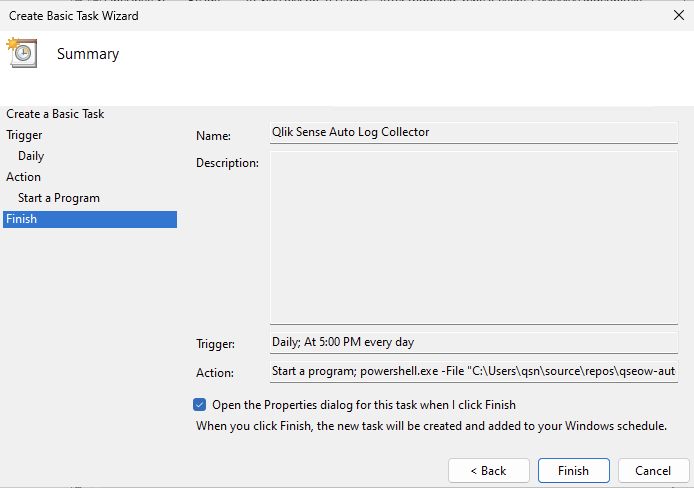 Create Basic Task Wizard
Summary
Create a Basic Task
Trigger
Daily
Action
Start a Program
Finish
Name:
Qlik Sense Auto Log Collector
Description:
Trigger:
Daily; At 5:00 PM every day
Action:
Start a program; powershell.exe -File "C:\Users\qsn\source\repos\qseow-aut
Open the Properties dialog for this task when I click Finish
When you click Finish, the new task will be created and added to your Windows schedule.
< Back
Finish
Cancel